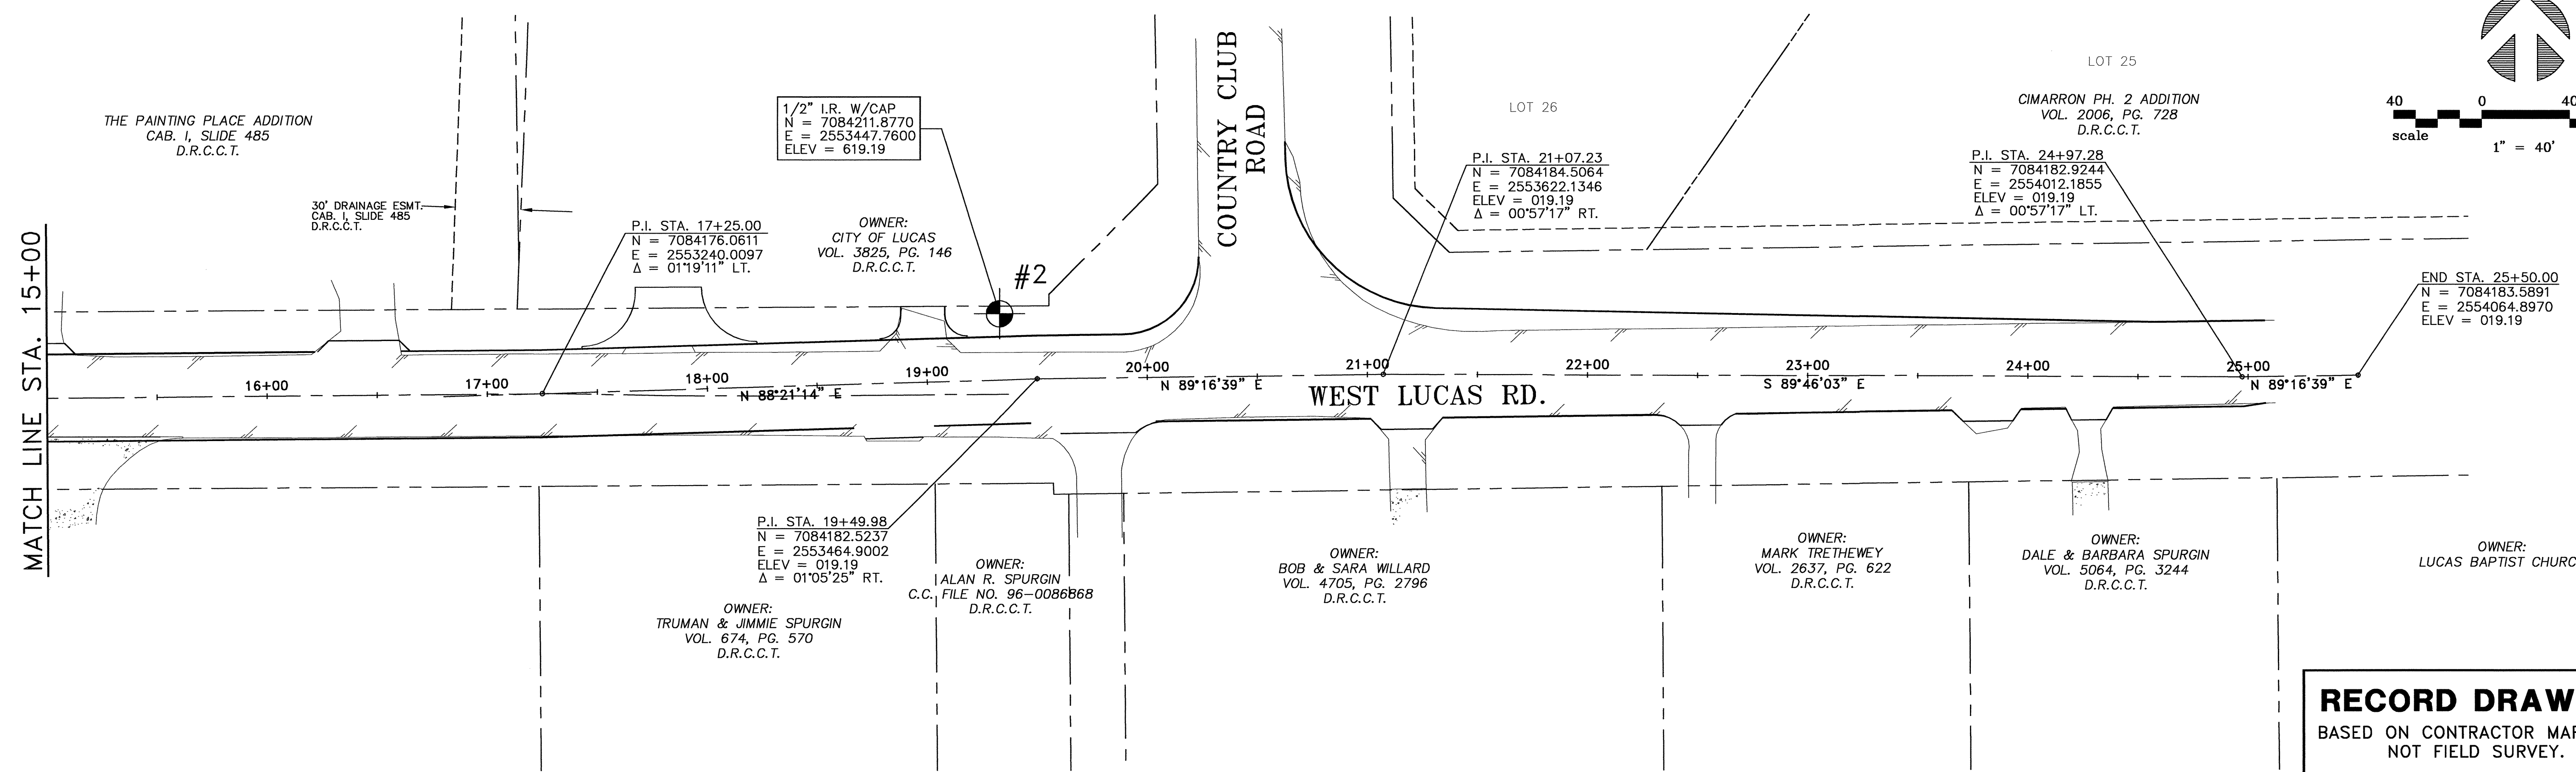 MATCH LINE STA. 15+00
THE PAINTING PLACE ADDITION
CAB. I, SLIDE 485
D.R.C.C.T.
30' DRAINAGE ESMT.
CAB. I, SLIDE 485
D.R.C.C.T.
P.I. STA. 17+25.00
N = 7084176.0611
E = 2553240.0097
Δ = 01°19'11" LT.
1/2" I.R. W/CAP
N = 7084211.8770
E = 2553447.7600
ELEV = 619.19
OWNER:
CITY OF LUCAS
VOL. 3825, PG. 146
D.R.C.C.T.
#2
COUNTRY CLUB
ROAD
LOT 26
P.I. STA. 21+07.23
N = 7084184.5064
E = 2553622.1346
ELEV = 019.19
Δ = 00°57'17" RT.
LOT 25
CIMARRON PH. 2 ADDITION
VOL. 2006, PG. 728
D.R.C.C.T.
P.I. STA. 24+97.28
N = 7084182.9244
E = 2554012.1855
ELEV = 019.19
Δ = 00°57'17" LT.
40 0 40
scale
1" = 40'
END STA. 25+50.00
N = 7084183.5891
E = 2554064.8970
ELEV = 019.19
16+00
17+00
18+00
19+00
20+00
21+00
22+00
23+00
24+00
25+00
N 88°21'14" E
N 89°16'39" E
WEST LUCAS RD.
S 89°46'03" E
N 89°16'39" E
P.I. STA. 19+49.98
N = 7084182.5237
E = 2553464.9002
ELEV = 019.19
Δ = 01°05'25" RT.
OWNER:
TRUMAN & JIMMIE SPURGIN
VOL. 674, PG. 570
D.R.C.C.T.
OWNER:
ALAN R. SPURGIN
C.C. FILE NO. 96-0086868
D.R.C.C.T.
OWNER:
BOB & SARA WILLARD
VOL. 4705, PG. 2796
D.R.C.C.T.
OWNER:
MARK TRETHEWEY
VOL. 2637, PG. 622
D.R.C.C.T.
OWNER:
DALE & BARBARA SPURGIN
VOL. 5064, PG. 3244
D.R.C.C.T.
OWNER:
LUCAS BAPTIST CHURC
RECORD DRAW
BASED ON CONTRACTOR MAR
NOT FIELD SURVEY.